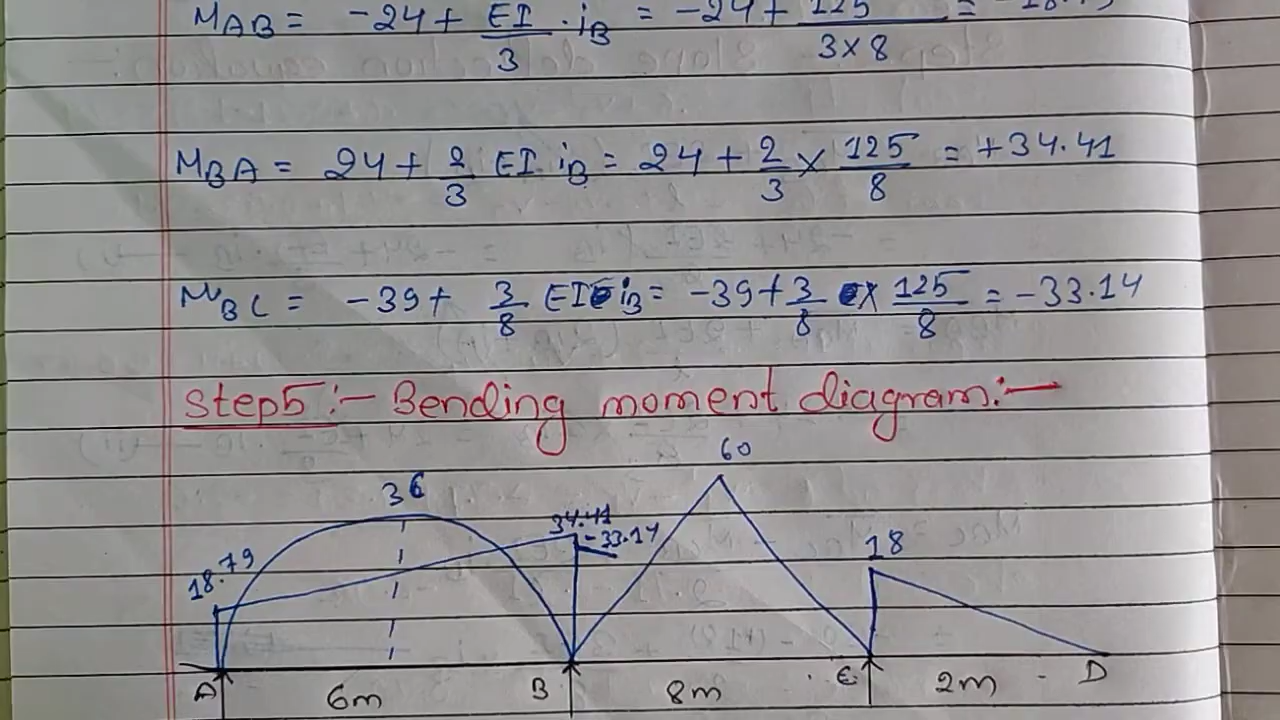 MAB = -24 + EI/3 . iB = -24 + 125/3×8 =
MBA = 24 + 2/3 EI. iB = 24 + 2/3 × 125/8 = +34.41
MBC = -39+ 3/8 EI iB = -39+3/8 × 125/8 = -33.14
Step5:- Bending moment diagram:-
60
36
34.41
-33.14
18
18.79
A 6m B 8m C 2m D